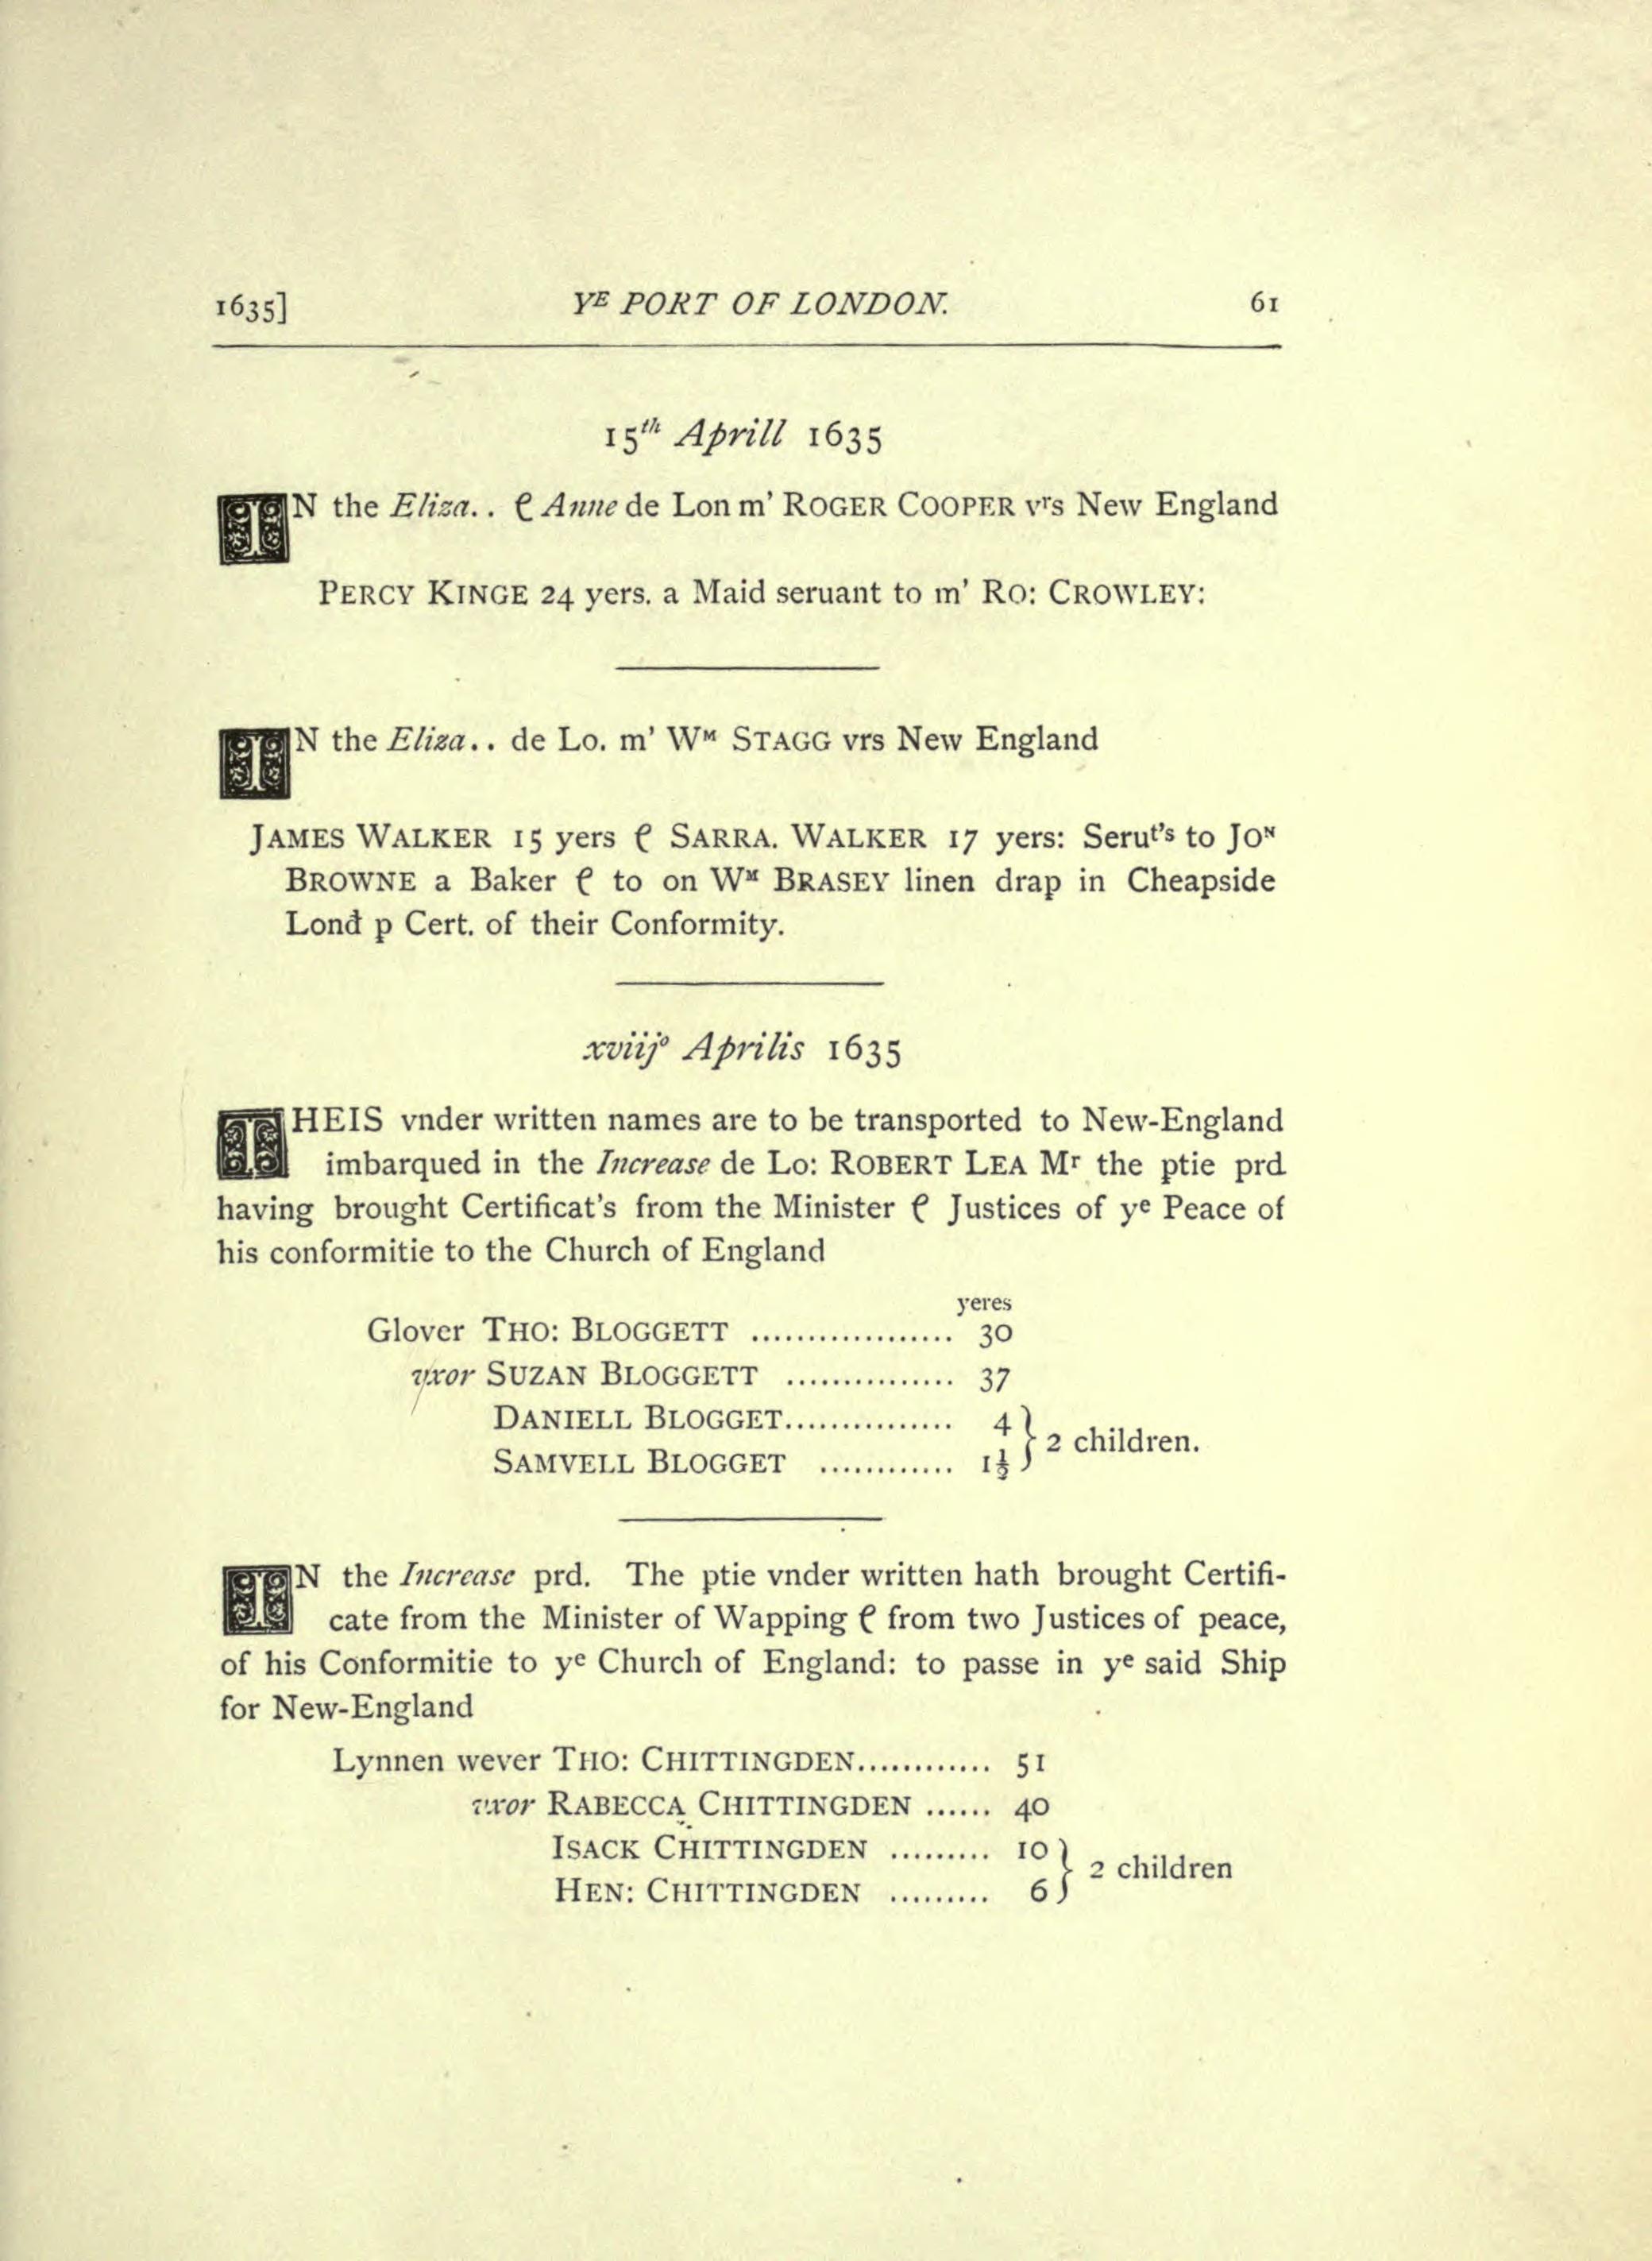 1635] YE PORT OF LONDON. 61
15th Aprill 1635
IN the Eliza.. ꝭ Anne de Lon m' ROGER COOPER vrs New England
PERCY KINGE 24 yers. a Maid seruant to m' RO: CROWLEY:
IN the Eliza.. de Lo. m' WM STAGG vrs New England
JAMES WALKER 15 yers ꝭ SARRA. WALKER 17 yers: Serut's to JON
BROWNE a Baker ꝭ to on WM BRASEY linen drap in Cheapside
Lond p Cert. of their Conformity.
xviijo Aprilis 1635
THEIS vnder written names are to be transported to New-England
imbarqued in the Increase de Lo: ROBERT LEA Mr the ptie prd
having brought Certificat's from the Minister ꝭ Justices of ye Peace of
his conformitie to the Church of England
yeres
Glover THO: BLOGGETT ................... 30
vxor SUZAN BLOGGETT ............... 37
DANIELL BLOGGET............... 4
SAMVELL BLOGGET ............ 1½ } 2 children.
IN the Increase prd. The ptie vnder written hath brought Certifi-
cate from the Minister of Wapping ꝭ from two Justices of peace,
of his Conformitie to ye Church of England: to passe in ye said Ship
for New-England
Lynnen wever THO: CHITTINGDEN............ 51
vxor RABECCA CHITTINGDEN ...... 40
ISACK CHITTINGDEN ......... 10
HEN: CHITTINGDEN ......... 6 } 2 children